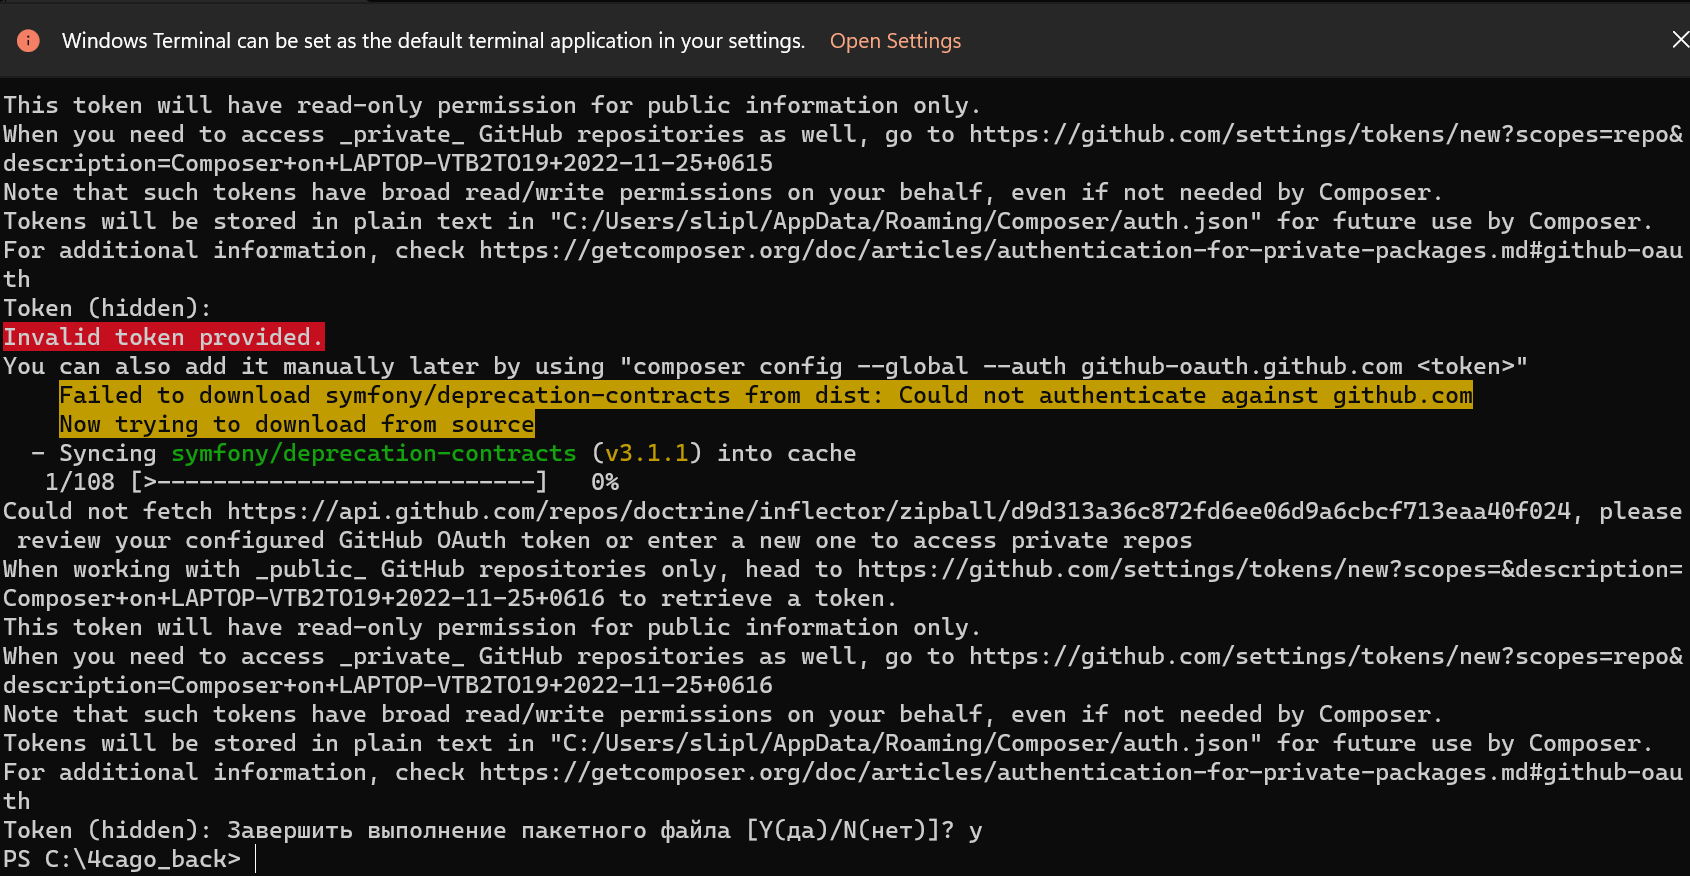 Windows Terminal can be set as the default terminal application in your settings. Open Settings
This token will have read-only permission for public information only.
When you need to access _private_ GitHub repositories as well, go to https://github.com/settings/tokens/new?scopes=repo&
description=Composer+on+LAPTOP-VTB2TO19+2022-11-25+0615
Note that such tokens have broad read/write permissions on your behalf, even if not needed by Composer.
Tokens will be stored in plain text in "C:/Users/slipl/AppData/Roaming/Composer/auth.json" for future use by Composer.
For additional information, check https://getcomposer.org/doc/articles/authentication-for-private-packages.md#github-oau
th
Token (hidden):
Invalid token provided.
You can also add it manually later by using "composer config --global --auth github-oauth.github.com <token>"
Failed to download symfony/deprecation-contracts from dist: Could not authenticate against github.com
Now trying to download from source
- Syncing symfony/deprecation-contracts (v3.1.1) into cache
1/108 [>---------------------------] 0%
Could not fetch https://api.github.com/repos/doctrine/inflector/zipball/d9d313a36c872fd6ee06d9a6cbcf713eaa40f024, please
review your configured GitHub OAuth token or enter a new one to access private repos
When working with _public_ GitHub repositories only, head to https://github.com/settings/tokens/new?scopes=&description=
Composer+on+LAPTOP-VTB2TO19+2022-11-25+0616 to retrieve a token.
This token will have read-only permission for public information only.
When you need to access _private_ GitHub repositories as well, go to https://github.com/settings/tokens/new?scopes=repo&
description=Composer+on+LAPTOP-VTB2TO19+2022-11-25+0616
Note that such tokens have broad read/write permissions on your behalf, even if not needed by Composer.
Tokens will be stored in plain text in "C:/Users/slipl/AppData/Roaming/Composer/auth.json" for future use by Composer.
For additional information, check https://getcomposer.org/doc/articles/authentication-for-private-packages.md#github-oau
th
Token (hidden): Завершить выполнение пакетного файла [Y(да)/N(нет)]? y
PS C:\4cago_back>